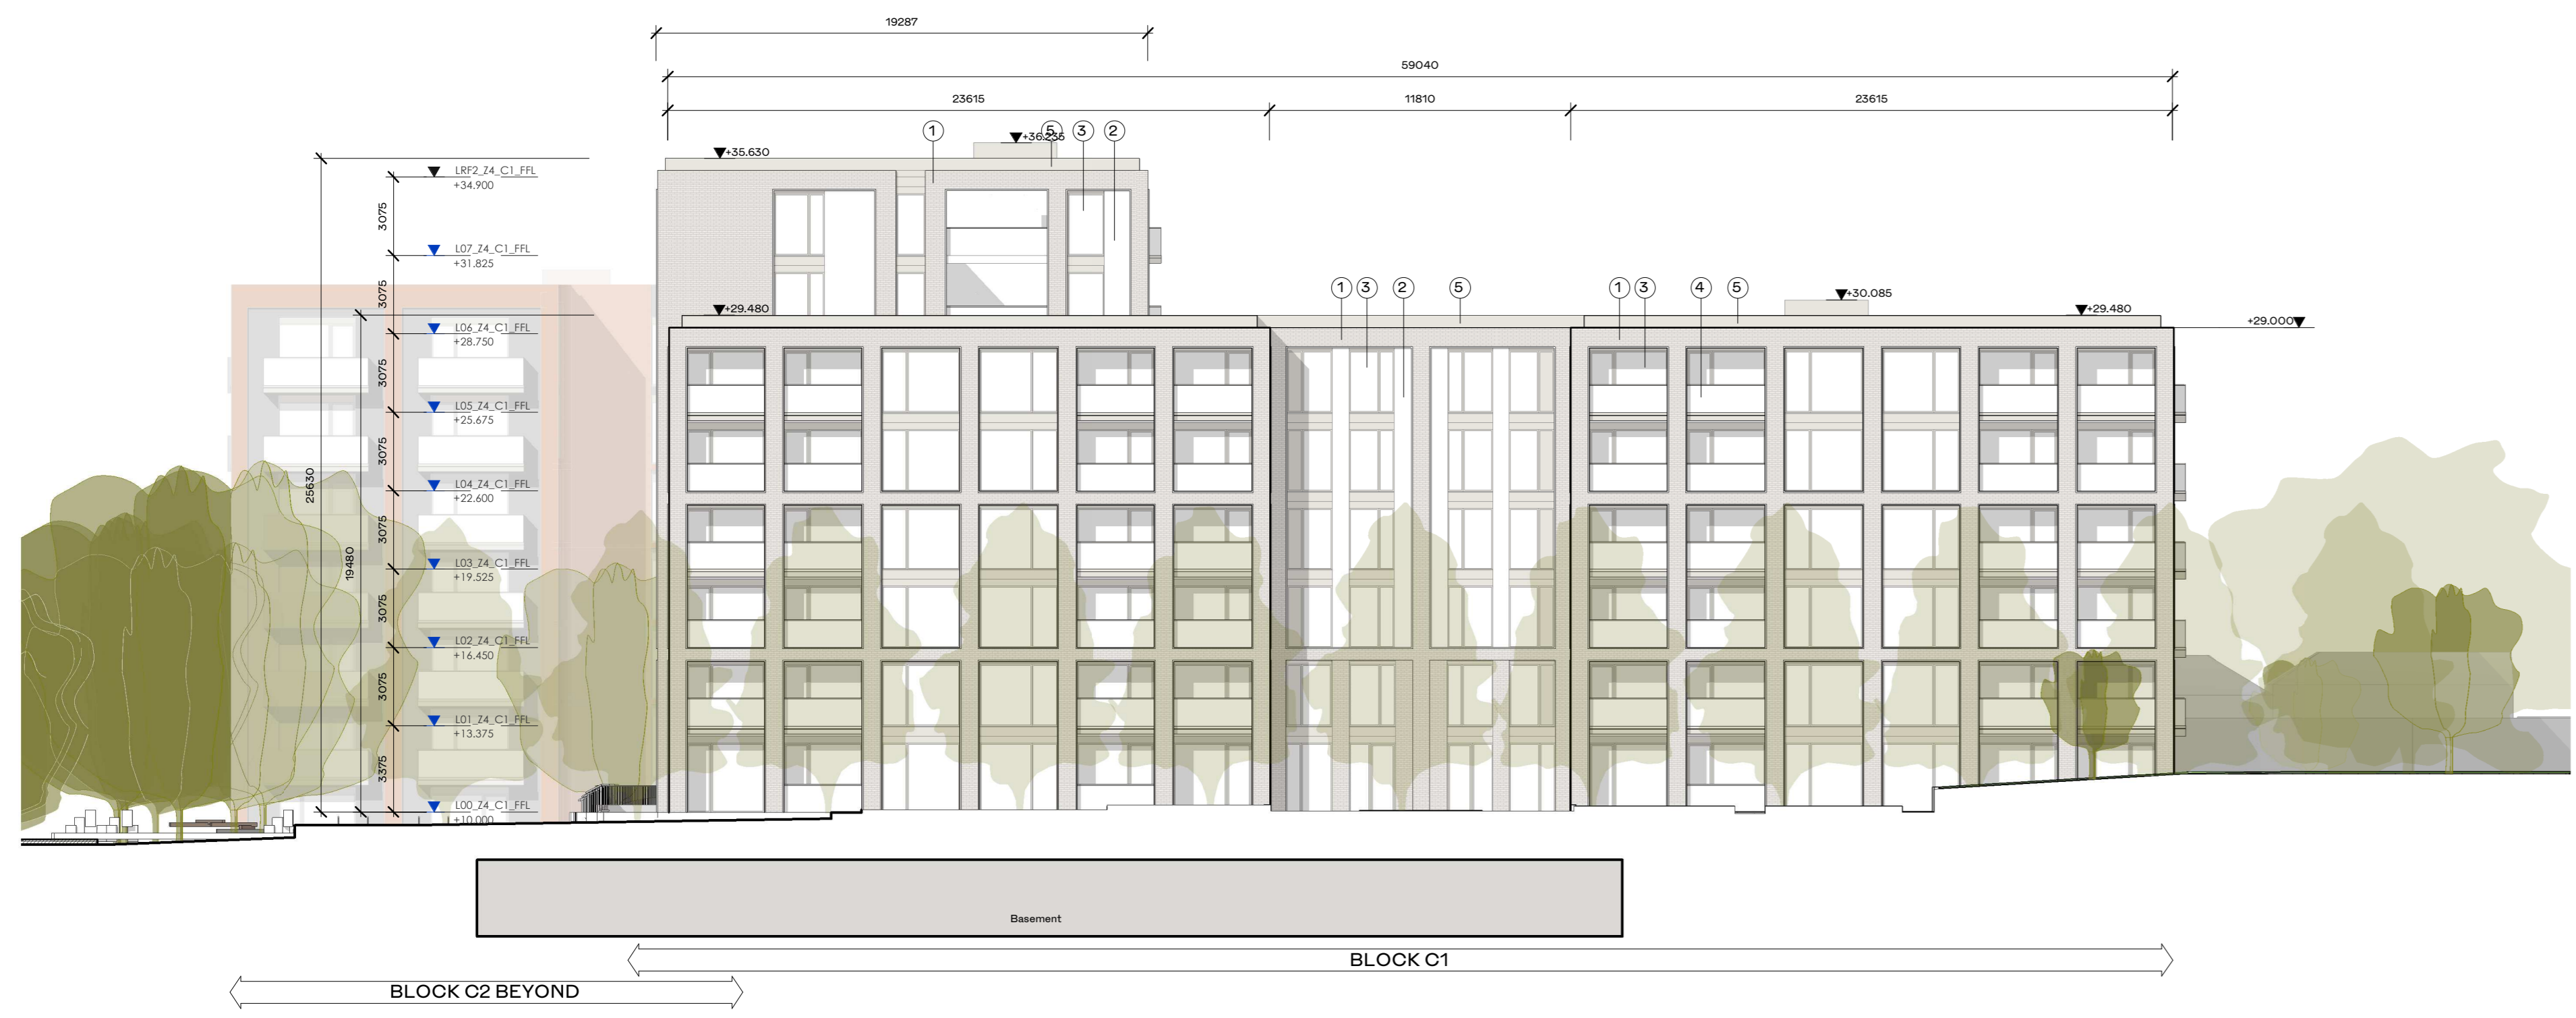 19287
59040
23615 11810 23615
1 5 3 2
+36.235
+35.630
LRF2_Z4_C1_FFL
+34.900
3075
L07_Z4_C1_FFL
+31.825
3075
1 3 2 5 1 3 4 5
+30.085
+29.480 +29.480
+29.000
L06_Z4_C1_FFL
+28.750
3075
L05_Z4_C1_FFL
+25.675
3075
L04_Z4_C1_FFL
+22.600
25630
3075
L03_Z4_C1_FFL
+19.525
19480
3075
L02_Z4_C1_FFL
+16.450
3075
L01_Z4_C1_FFL
+13.375
3375
L00_Z4_C1_FFL
+10.000
Basement
BLOCK C1
BLOCK C2 BEYOND